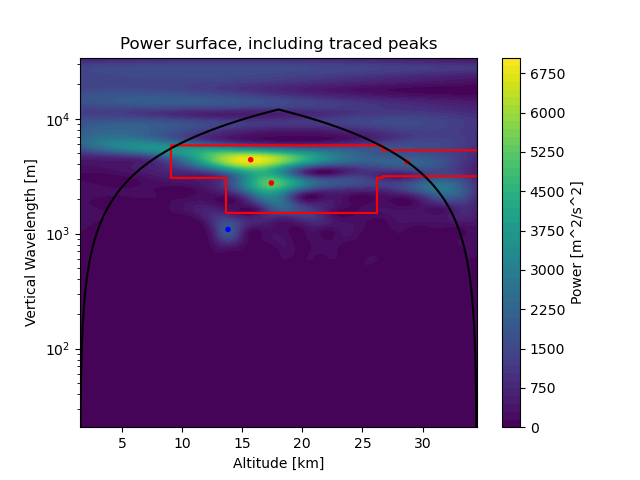 Power surface, including traced peaks
Vertical Wavelength [m]
10^4
10^3
10^2
5 10 15 20 25 30
Altitude [km]
6750
6000
5250
4500
3750
3000
2250
1500
750
0
Power [m^2/s^2]